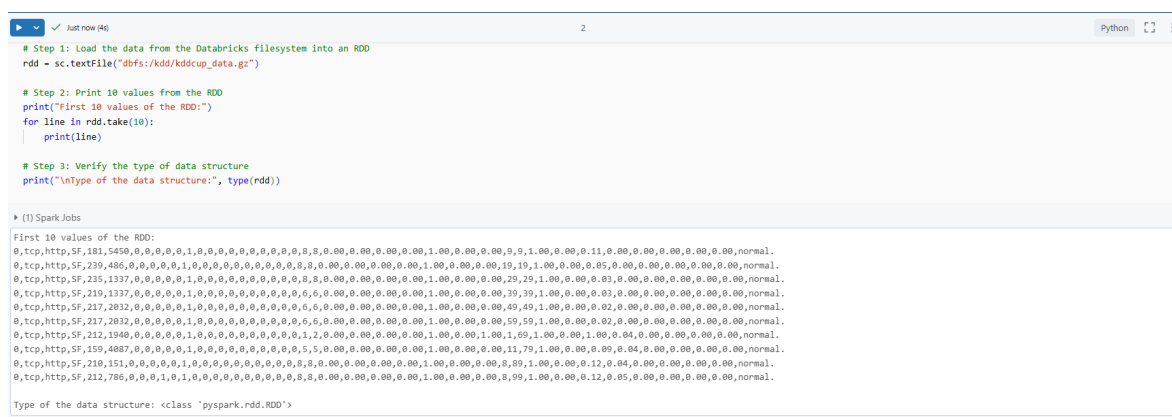 Just now (4s)
2
Python
# Step 1: Load the data from the Databricks filesystem into an RDD
rdd = sc.textFile("dbfs:/kdd/kddcup_data.gz")
# Step 2: Print 10 values from the RDD
print("First 10 values of the RDD:")
for line in rdd.take(10):
    print(line)
# Step 3: Verify the type of data structure
print("\nType of the data structure:", type(rdd))
(1) Spark Jobs
First 10 values of the RDD:
0,tcp,http,SF,181,5450,0,0,0,0,0,1,0,0,0,0,0,0,0,0,0,0,8,8,0.00,0.00,0.00,0.00,1.00,0.00,0.00,9,9,1.00,0.00,0.11,0.00,0.00,0.00,0.00,0.00,normal.
0,tcp,http,SF,239,486,0,0,0,0,0,1,0,0,0,0,0,0,0,0,0,0,8,8,0.00,0.00,0.00,0.00,1.00,0.00,0.00,19,19,1.00,0.00,0.05,0.00,0.00,0.00,0.00,0.00,normal.
0,tcp,http,SF,235,1337,0,0,0,0,0,1,0,0,0,0,0,0,0,0,0,0,8,8,0.00,0.00,0.00,0.00,1.00,0.00,0.00,29,29,1.00,0.00,0.03,0.00,0.00,0.00,0.00,0.00,normal.
0,tcp,http,SF,219,1337,0,0,0,0,0,1,0,0,0,0,0,0,0,0,0,0,6,6,0.00,0.00,0.00,0.00,1.00,0.00,0.00,39,39,1.00,0.00,0.03,0.00,0.00,0.00,0.00,0.00,normal.
0,tcp,http,SF,217,2032,0,0,0,0,0,1,0,0,0,0,0,0,0,0,0,0,6,6,0.00,0.00,0.00,0.00,1.00,0.00,0.00,49,49,1.00,0.00,0.02,0.00,0.00,0.00,0.00,0.00,normal.
0,tcp,http,SF,217,2032,0,0,0,0,0,1,0,0,0,0,0,0,0,0,0,0,6,6,0.00,0.00,0.00,0.00,1.00,0.00,0.00,59,59,1.00,0.00,0.02,0.00,0.00,0.00,0.00,0.00,normal.
0,tcp,http,SF,212,1940,0,0,0,0,0,1,0,0,0,0,0,0,0,0,0,0,1,2,0.00,0.00,0.00,0.00,1.00,0.00,1.00,1,69,1.00,0.00,1.00,0.04,0.00,0.00,0.00,0.00,normal.
0,tcp,http,SF,159,4087,0,0,0,0,0,1,0,0,0,0,0,0,0,0,0,0,5,5,0.00,0.00,0.00,0.00,1.00,0.00,0.00,11,79,1.00,0.00,0.09,0.04,0.00,0.00,0.00,0.00,normal.
0,tcp,http,SF,210,151,0,0,0,0,0,1,0,0,0,0,0,0,0,0,0,0,8,8,0.00,0.00,0.00,0.00,1.00,0.00,0.00,8,89,1.00,0.00,0.12,0.04,0.00,0.00,0.00,0.00,normal.
0,tcp,http,SF,212,786,0,0,0,1,0,1,0,0,0,0,0,0,0,0,0,0,8,8,0.00,0.00,0.00,0.00,1.00,0.00,0.00,8,99,1.00,0.00,0.12,0.05,0.00,0.00,0.00,0.00,normal.
Type of the data structure: <class 'pyspark.rdd.RDD'>